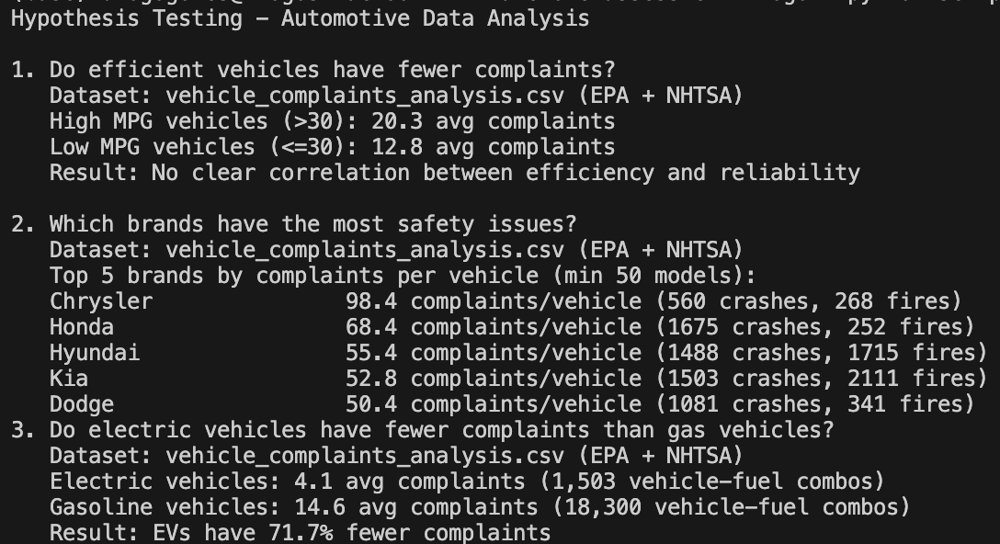 Hypothesis Testing – Automotive Data Analysis
1. Do efficient vehicles have fewer complaints?
Dataset: vehicle_complaints_analysis.csv (EPA + NHTSA)
High MPG vehicles (>30): 20.3 avg complaints
Low MPG vehicles (<=30): 12.8 avg complaints
Result: No clear correlation between efficiency and reliability
2. Which brands have the most safety issues?
Dataset: vehicle_complaints_analysis.csv (EPA + NHTSA)
Top 5 brands by complaints per vehicle (min 50 models):
Chrysler 98.4 complaints/vehicle (560 crashes, 268 fires)
Honda 68.4 complaints/vehicle (1675 crashes, 252 fires)
Hyundai 55.4 complaints/vehicle (1488 crashes, 1715 fires)
Kia 52.8 complaints/vehicle (1503 crashes, 2111 fires)
Dodge 50.4 complaints/vehicle (1081 crashes, 341 fires)
3. Do electric vehicles have fewer complaints than gas vehicles?
Dataset: vehicle_complaints_analysis.csv (EPA + NHTSA)
Electric vehicles: 4.1 avg complaints (1,503 vehicle–fuel combos)
Gasoline vehicles: 14.6 avg complaints (18,300 vehicle–fuel combos)
Result: EVs have 71.7% fewer complaints